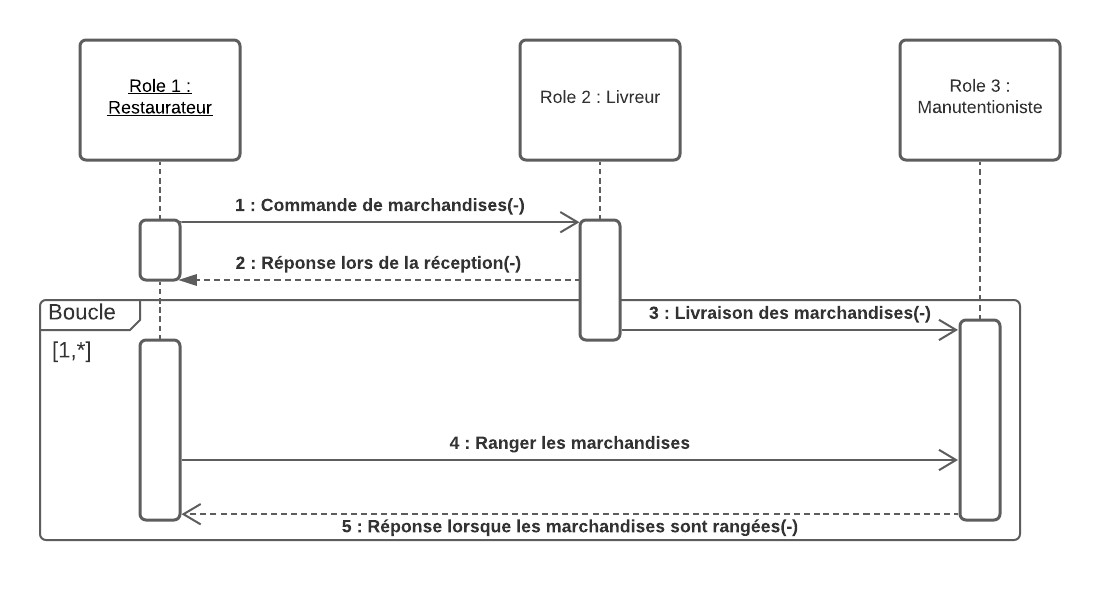 Role 1 :
Restaurateur
Role 2 : Livreur
Role 3 :
Manutentioniste
1 : Commande de marchandises(-)
2 : Réponse lors de la réception(-)
Boucle
3 : Livraison des marchandises(-)
[1,*]
4 : Ranger les marchandises
5 : Réponse lorsque les marchandises sont rangées(-)